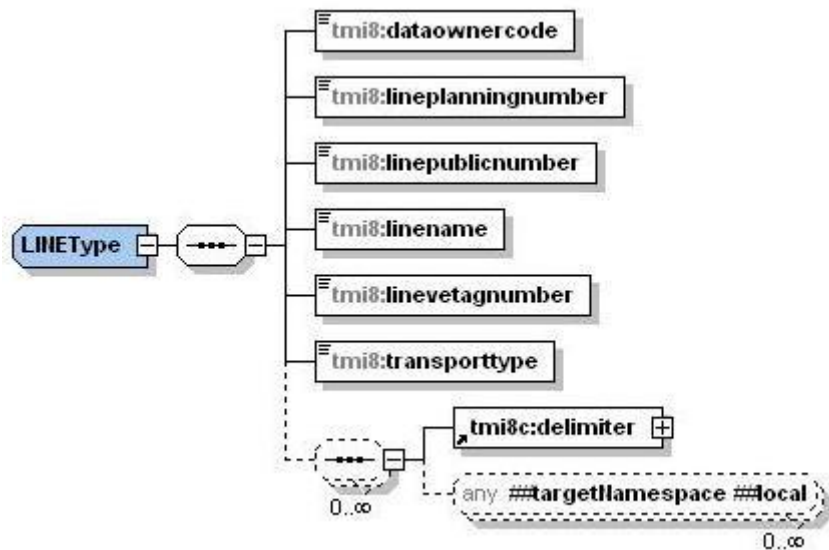 tmi8:dataownercode
tmi8:lineplanningnumber
tmi8:linepublicnumber
tmi8:linename
LINEType
tmi8:linevetagnumber
tmi8:transporttype
tmi8c:delimiter
0..∞
any ##targetNamespace ##local
0..∞